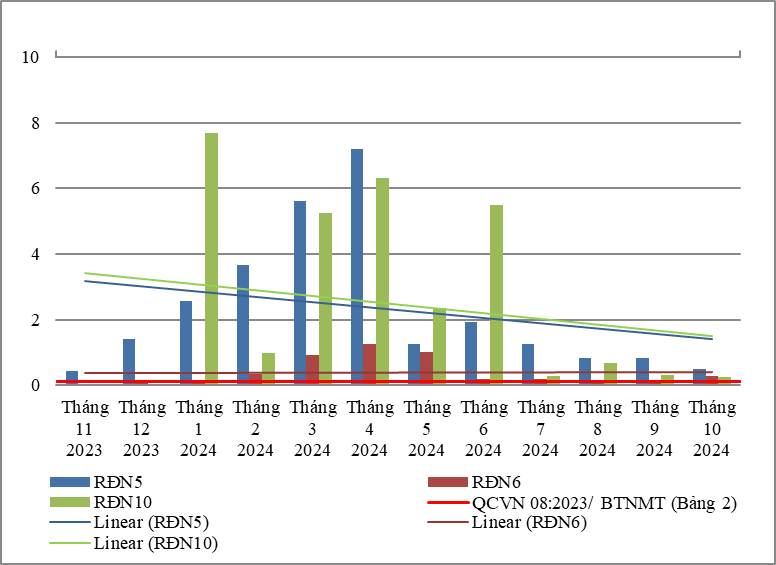 10
8
6
4
2
0
Tháng 11 2023
Tháng 12 2023
Tháng 1 2024
Tháng 2 2024
Tháng 3 2024
Tháng 4 2024
Tháng 5 2024
Tháng 6 2024
Tháng 7 2024
Tháng 8 2024
Tháng 9 2024
Tháng 10 2024
RĐN5
RĐN6
RĐN10
QCVN 08:2023/ BTNMT (Bảng 2)
Linear (RĐN5)
Linear (RĐN6)
Linear (RĐN10)